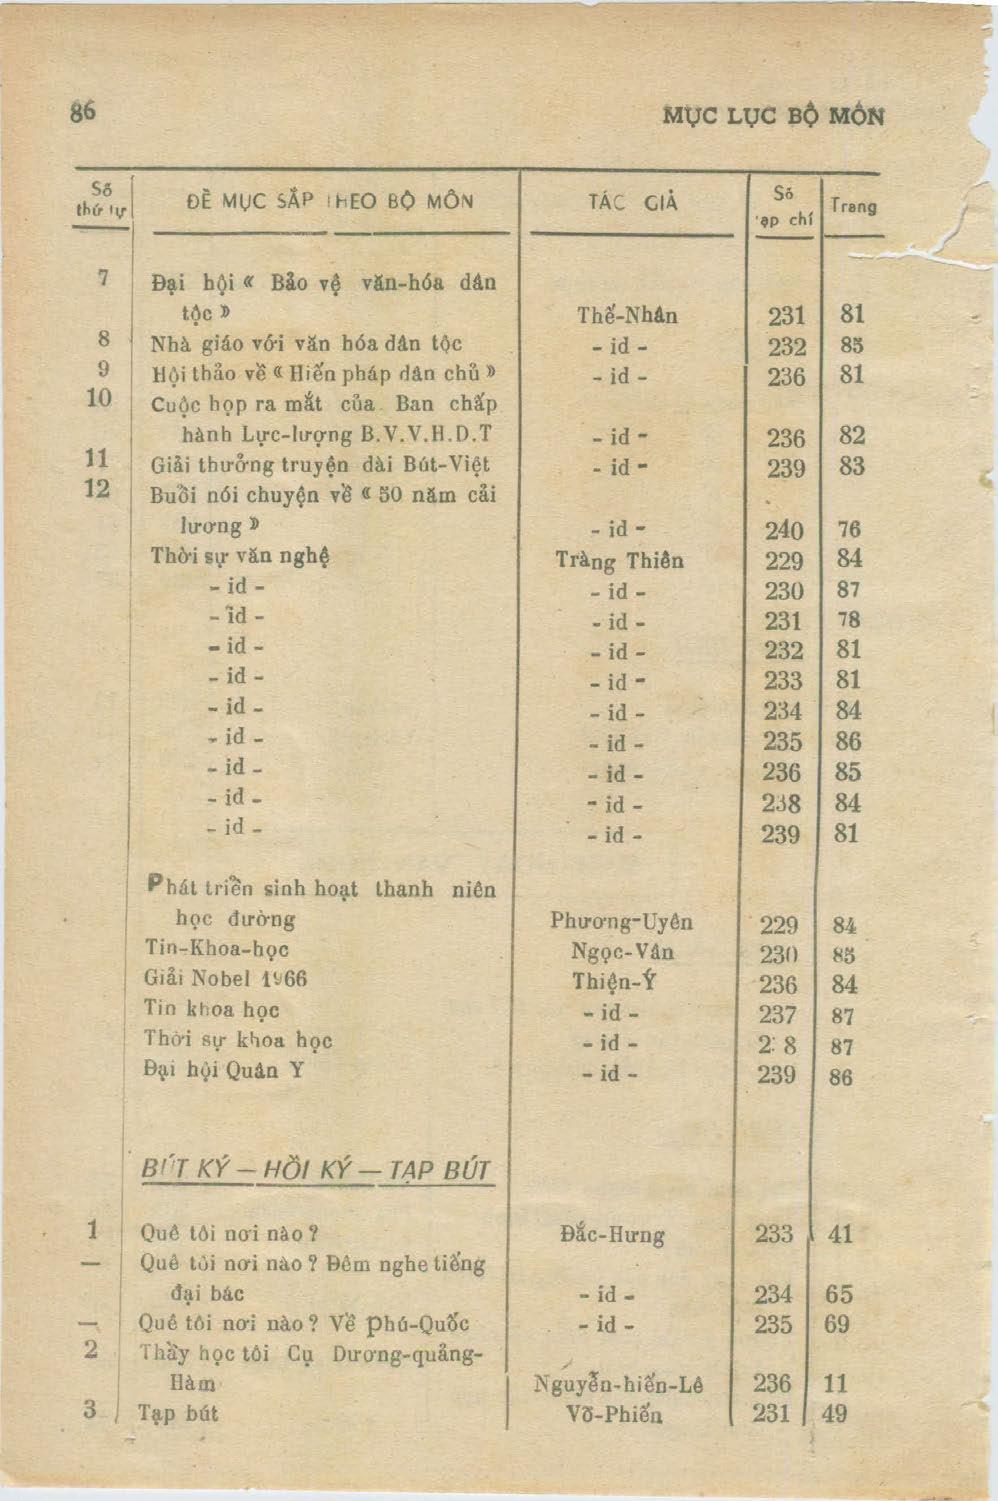 86 MỤC LỤC BỘ MÔN
Số thứ tự ĐỀ MỤC SẮP THEO BỘ MÔN TÁC GIẢ Số tạp chí Trang
7 Đại hội « Bảo vệ văn-hóa dân
tộc » Thế-Nhân 231 81
8 Nhà giáo với văn hóa dân tộc - id - 232 85
9 Hội thảo về « Hiến pháp dân chủ » - id - 236 81
10 Cuộc họp ra mắt của Ban chấp
hành Lực-lượng B.V.V.H.D.T - id - 236 82
11 Giải thưởng truyện dài Bút-Việt - id - 239 83
12 Buổi nói chuyện về « 50 năm cải
lương » - id - 240 76
Thời sự văn nghệ Tràng Thiên 229 84
- id - - id - 230 87
- id - - id - 231 78
- id - - id - 232 81
- id - - id - 233 81
- id - - id - 234 84
- id - - id - 235 86
- id - - id - 236 85
- id - - id - 238 84
- id - - id - 239 81
Phát triển sinh hoạt thanh niên
học đường Phương-Uyên 229 84
Tin-Khoa-học Ngọc-Vân 230 85
Giải Nobel 1966 Thiện-Ý 236 84
Tin khoa học - id - 237 87
Thời sự khoa học - id - 2 8 87
Đại hội Quân Y - id - 239 86
BÚT KÝ — HỒI KÝ — TẠP BÚT
1 Quê tôi nơi nào ? Đắc-Hưng 233 41
— Quê tôi nơi nào ? Đêm nghe tiếng
đại bác - id - 234 65
— Quê tôi nơi nào ? Về Phú-Quốc - id - 235 69
2 Thầy học tôi Cụ Dương-quảng-
Hàm Nguyễn-hiến-Lê 236 11
3 Tạp bút Võ-Phiến 231 49